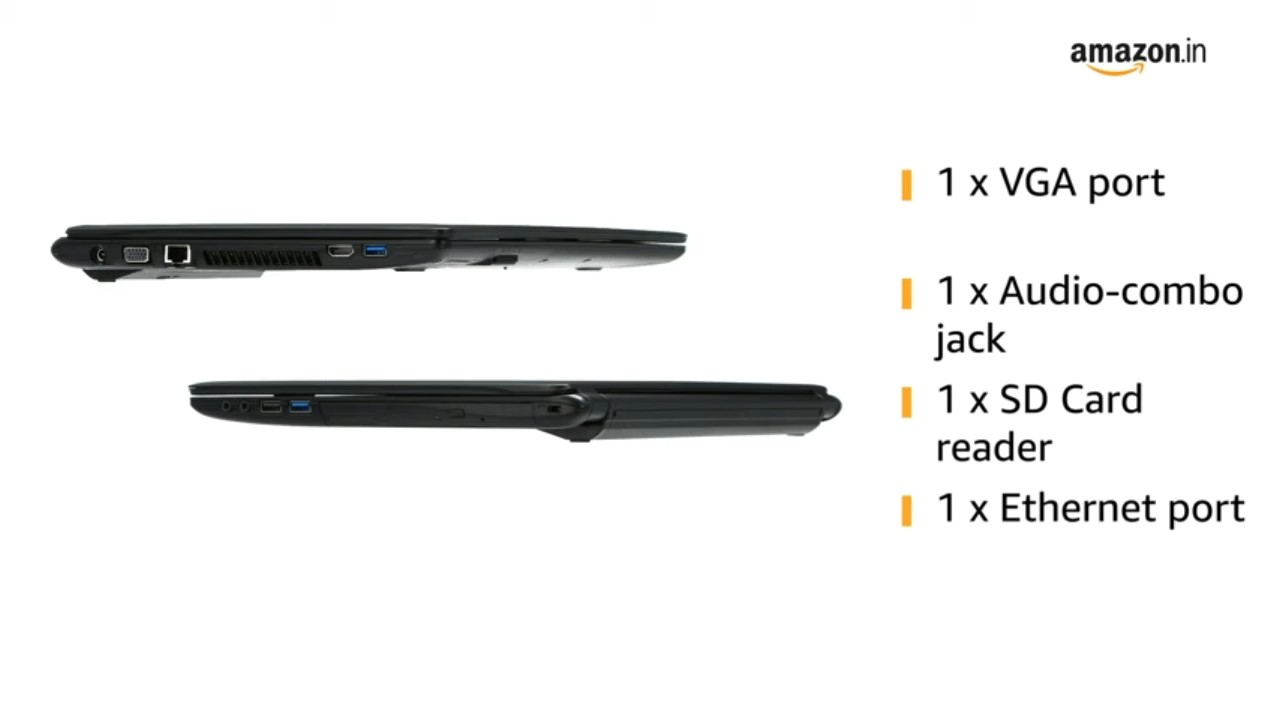 amazon.in
1 x VGA port
1 x Audio-combo
jack
1 x SD Card
reader
1 x Ethernet port